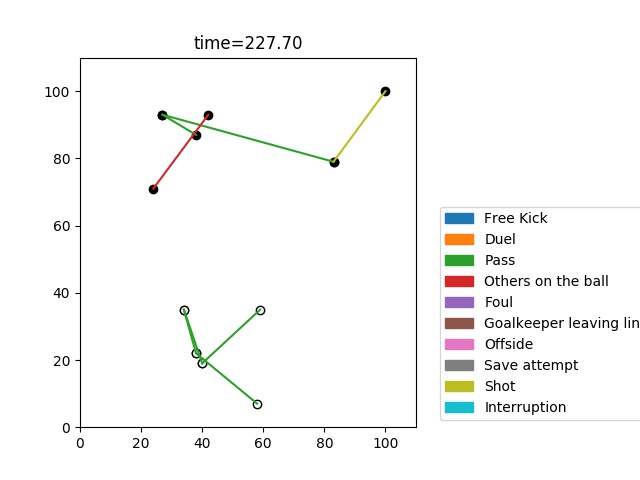 time=227.70
100
80
60
40
20
0
0 20 40 60 80 100
Free Kick
Duel
Pass
Others on the ball
Foul
Goalkeeper leaving lin
Offside
Save attempt
Shot
Interruption